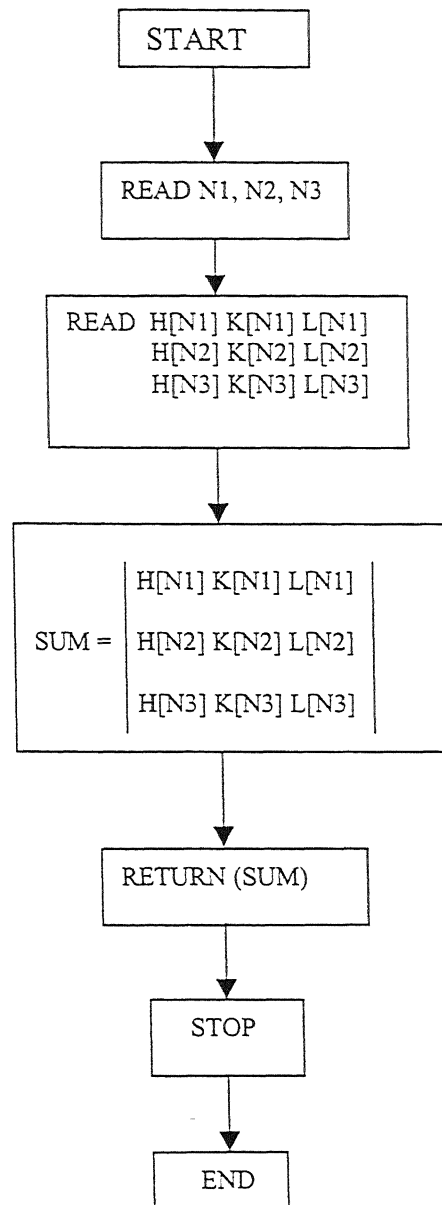 START
READ N1, N2, N3
READ H[N1] K[N1] L[N1]
H[N2] K[N2] L[N2]
H[N3] K[N3] L[N3]
H[N1] K[N1] L[N1]
SUM = H[N2] K[N2] L[N2]
H[N3] K[N3] L[N3]
RETURN (SUM)
STOP
END